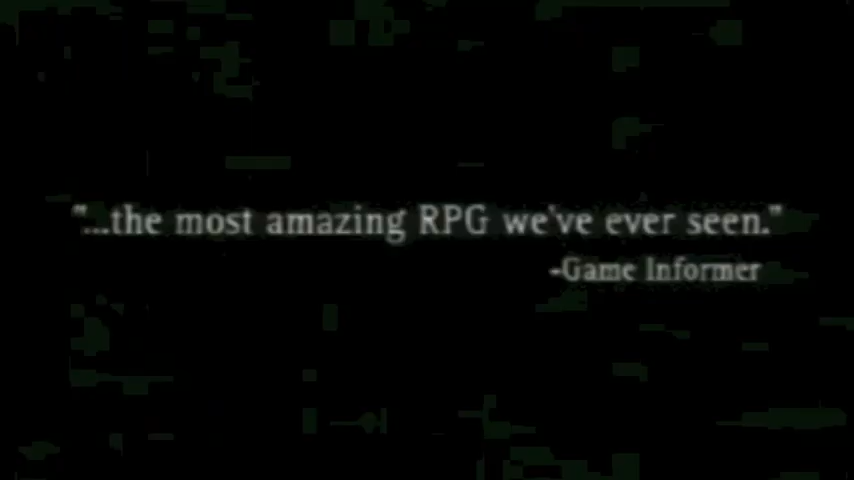 "...the most amazing RPG we've ever seen."
-Game Informer